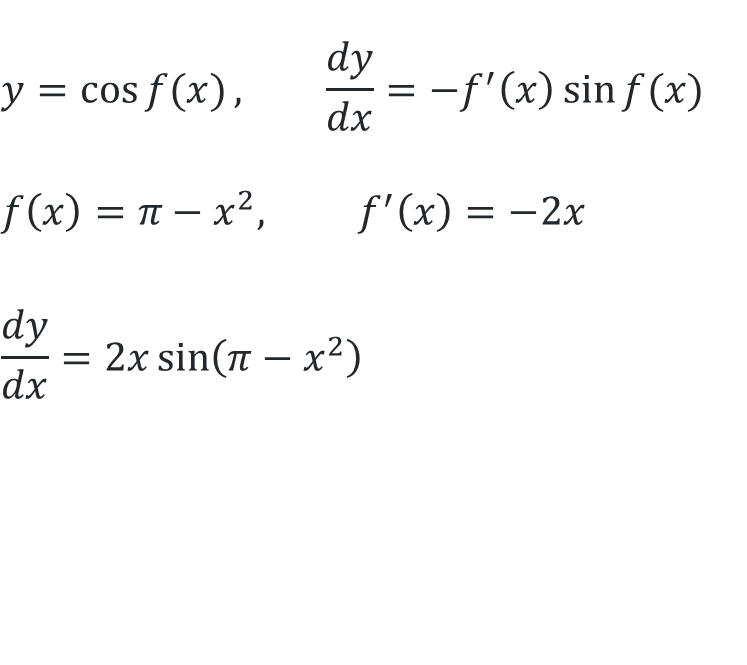 y = cos f(x), dy/dx = −f′(x) sin f(x)
f(x) = π − x², f′(x) = −2x
dy/dx = 2x sin(π − x²)